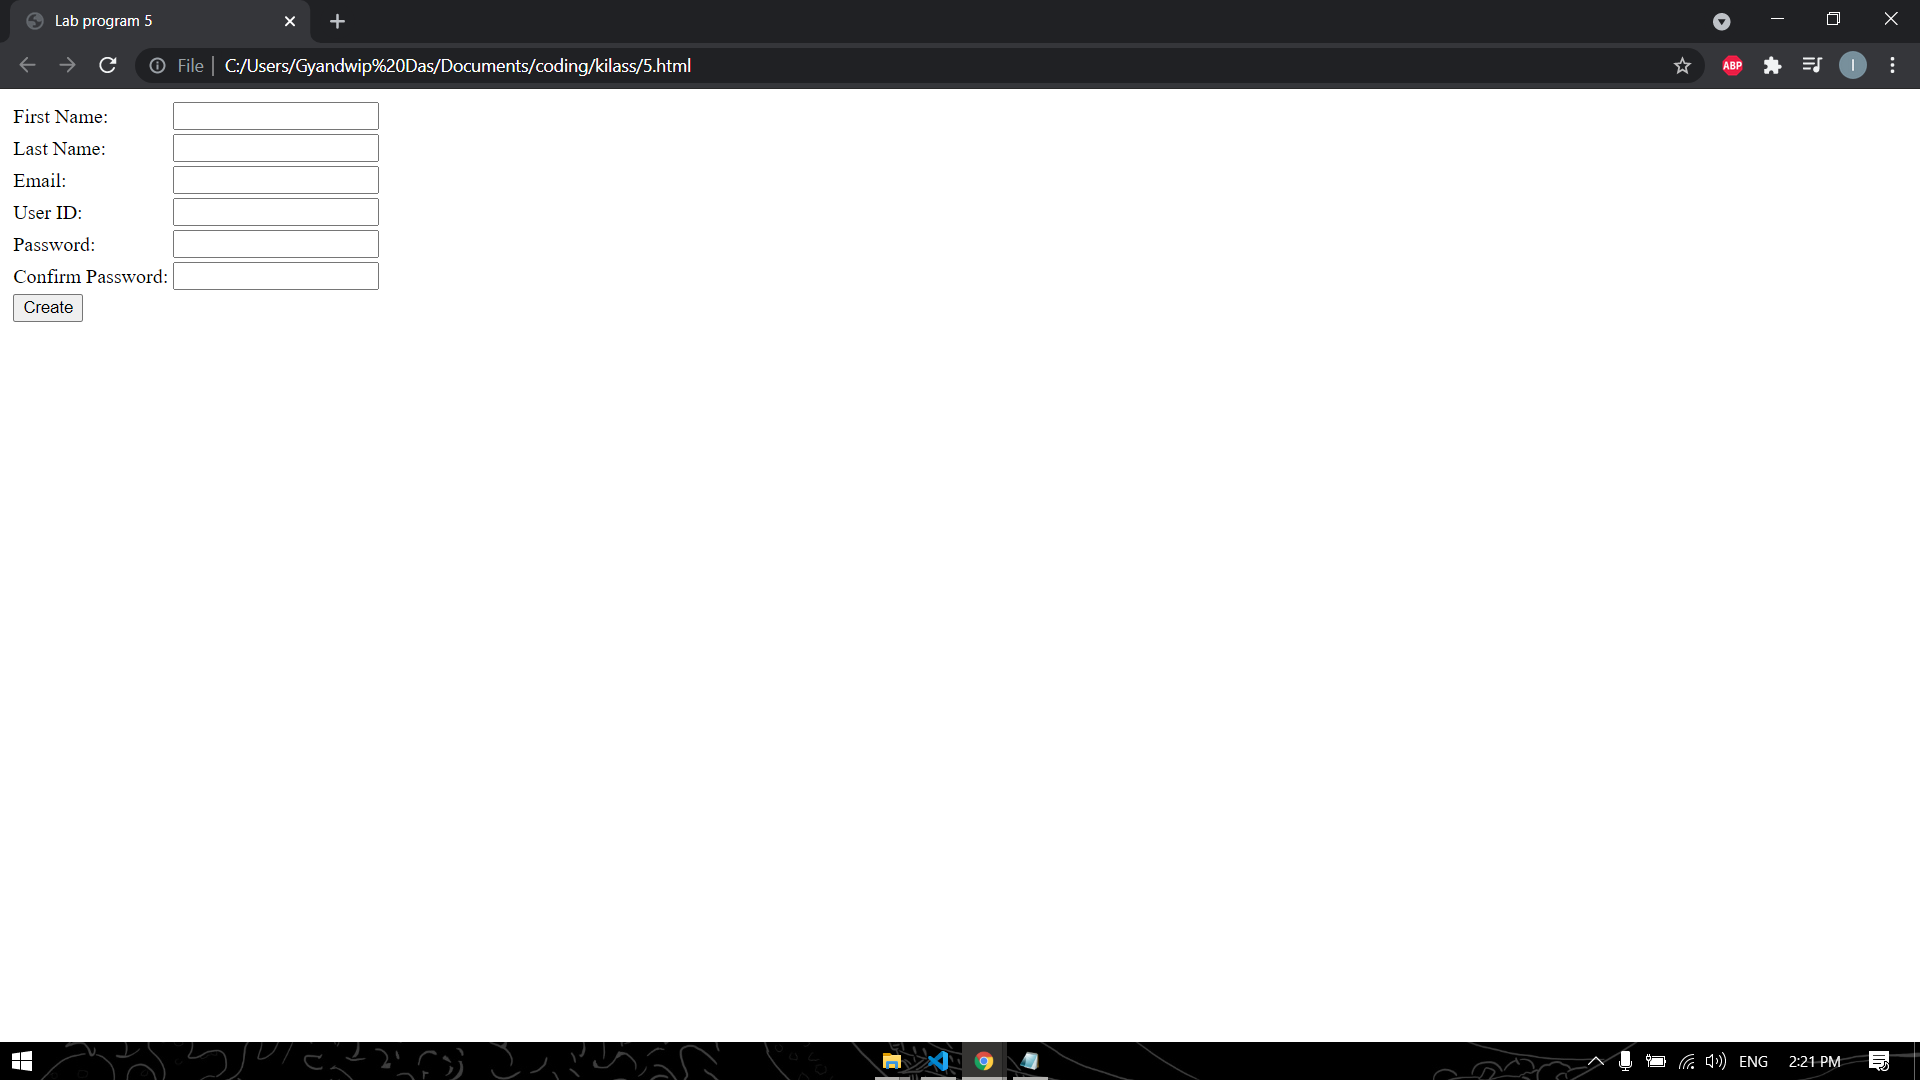 Lab program 5
File | C:/Users/Gyandwip%20Das/Documents/coding/kilass/5.html
ABP
I
First Name:
Last Name:
Email:
User ID:
Password:
Confirm Password:
Create
ENG
2:21 PM